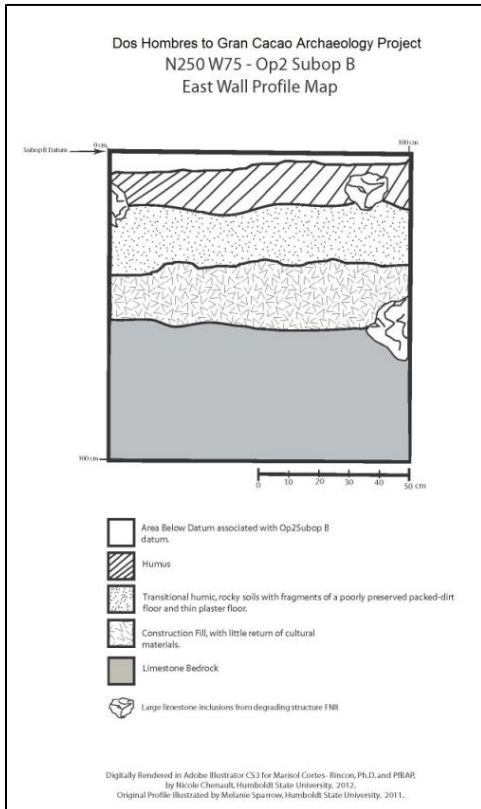 Dos Hombres to Gran Cacao Archaeology Project
N250 W75 - Op2 Subop B
East Wall Profile Map
Subop B Datum
0 cm
100 cm
100 cm
0 10 20 30 40 50 cm
Area Below Datum associated with Op2Subop B
datum.
Humus
Transitional humic, rocky soils with fragments of a poorly preserved packed-dirt
floor and thin plaster floor.
Construction Fill, with little return of cultural
materials.
Limestone Bedrock
Large limestone inclusions from degrading structure FN8
Digitally Rendered in Adobe Illustrator CS3 for Marisol Cortes- Rincon, Ph.D. and PfBAP,
by Nicole Chenault, Humboldt State University. 2012.
Original Profile Illustrated by Melanie Sparrow, Humboldt State University. 2011.